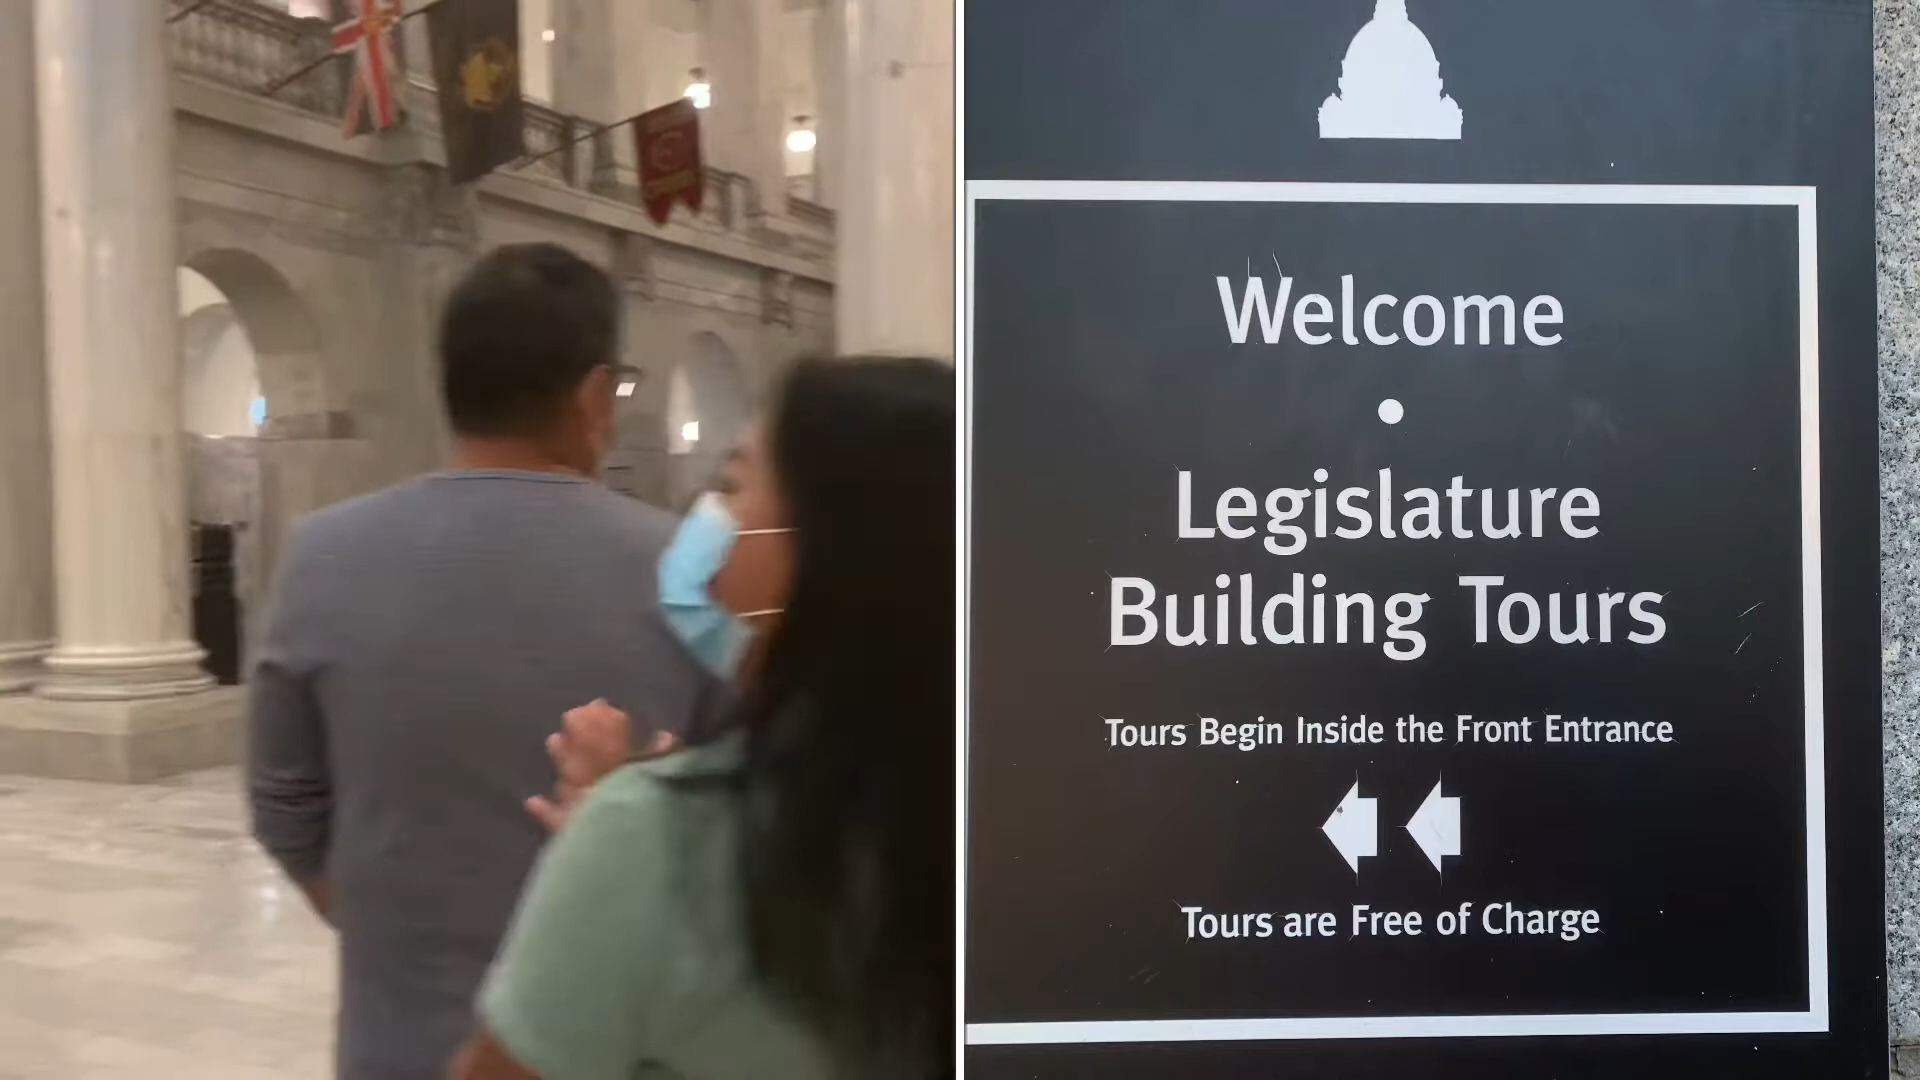 Welcome
Legislature
Building Tours
Tours Begin Inside the Front Entrance
Tours are Free of Charge